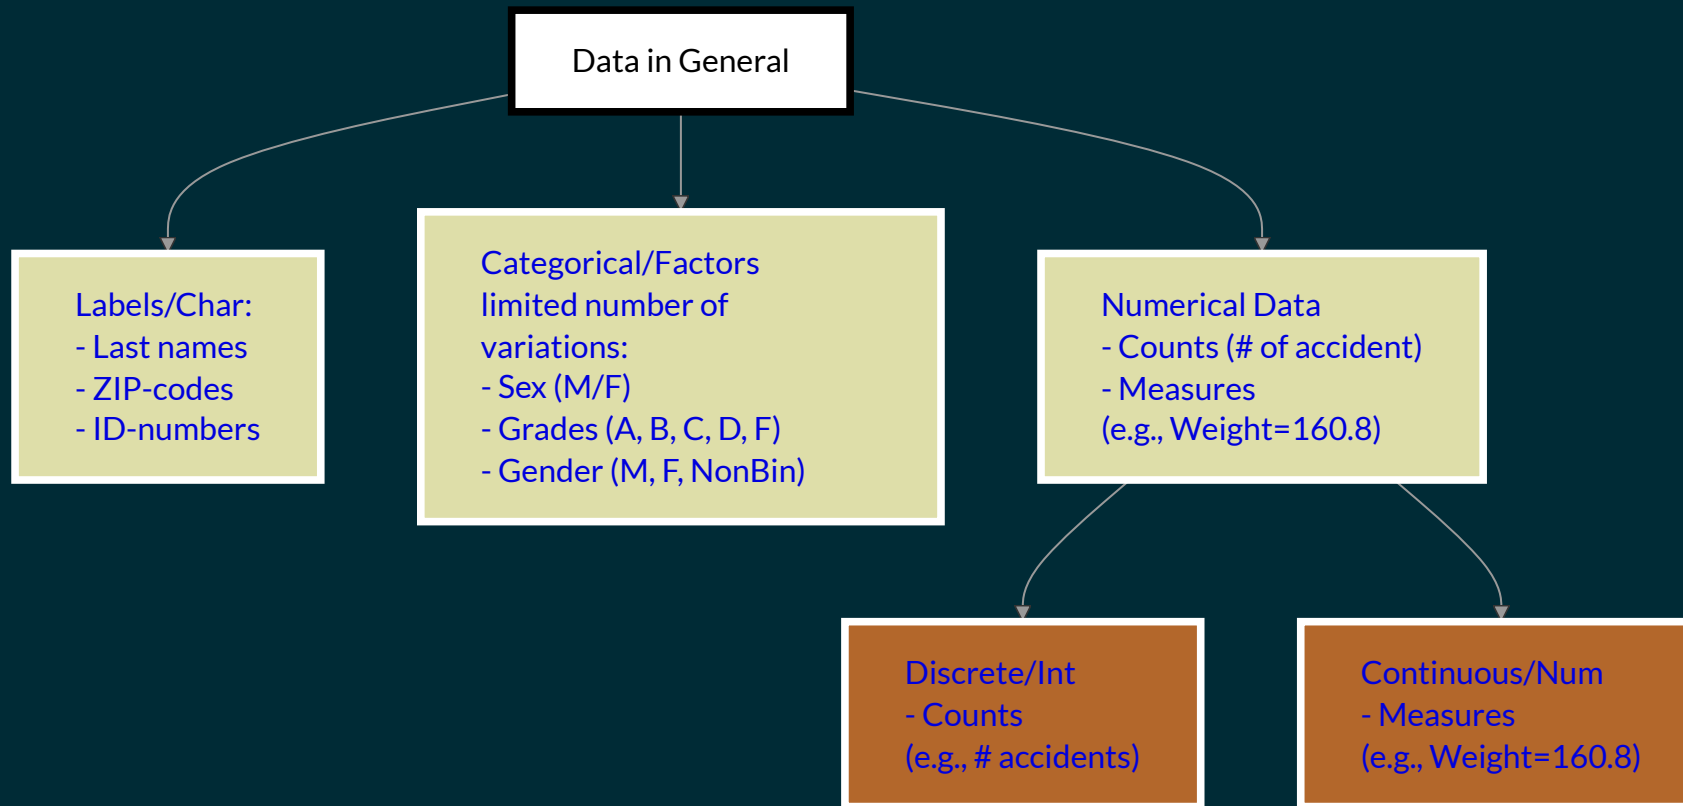 Data in General
Labels/Char:
- Last names
- ZIP-codes
- ID-numbers
Categorical/Factors
limited number of
variations:
- Sex (M/F)
- Grades (A, B, C, D, F)
- Gender (M, F, NonBin)
Numerical Data
- Counts (# of accident)
- Measures
(e.g., Weight=160.8)
Discrete/Int
- Counts
(e.g., # accidents)
Continuous/Num
- Measures
(e.g., Weight=160.8)